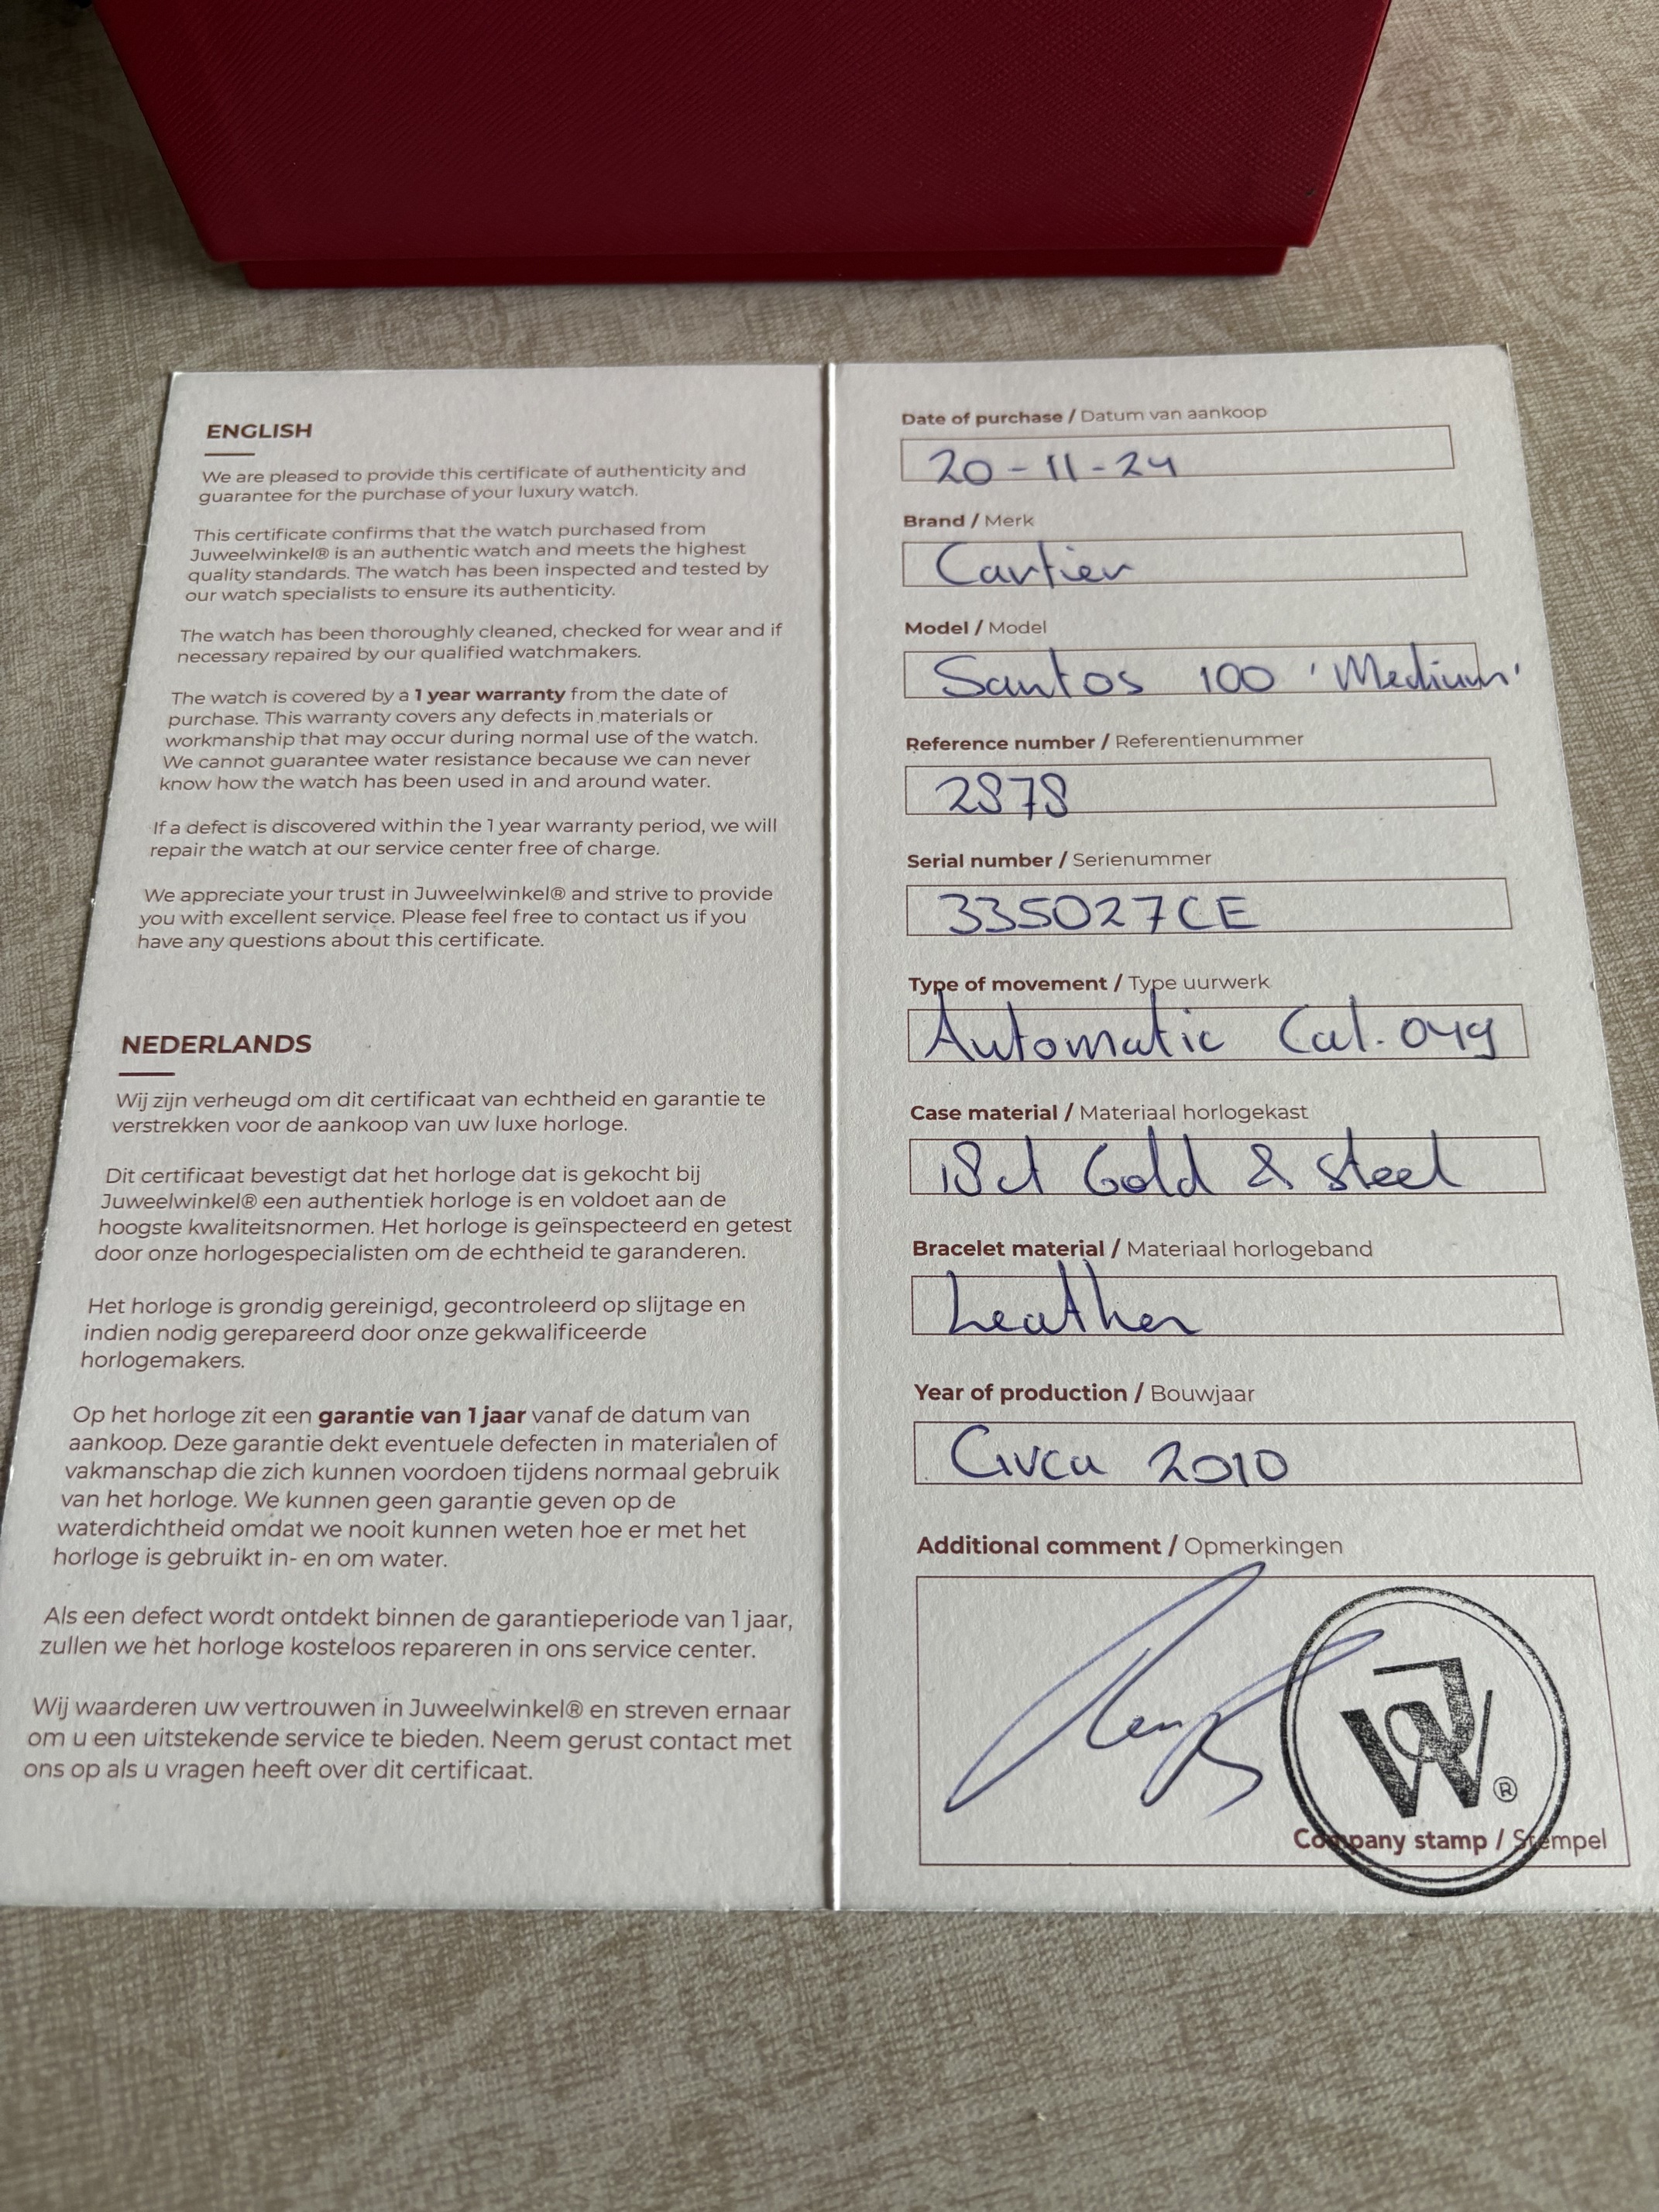 ENGLISH
We are pleased to provide this certificate of authenticity and
guarantee for the purchase of your luxury watch.
This certificate confirms that the watch purchased from
Juweelwinkel® is an authentic watch and meets the highest
quality standards. The watch has been inspected and tested by
our watch specialists to ensure its authenticity.
The watch has been thoroughly cleaned, checked for wear and if
necessary repaired by our qualified watchmakers.
The watch is covered by a 1 year warranty from the date of
purchase. This warranty covers any defects in materials or
workmanship that may occur during normal use of the watch.
We cannot guarantee water resistance because we can never
know how the watch has been used in and around water.
If a defect is discovered within the 1 year warranty period, we will
repair the watch at our service center free of charge.
We appreciate your trust in Juweelwinkel® and strive to provide
you with excellent service. Please feel free to contact us if you
have any questions about this certificate.
NEDERLANDS
Wij zijn verheugd om dit certificaat van echtheid en garantie te
verstrekken voor de aankoop van uw luxe horloge.
Dit certificaat bevestigt dat het horloge dat is gekocht bij
Juweelwinkel® een authentiek horloge is en voldoet aan de
hoogste kwaliteitsnormen. Het horloge is geïnspecteerd en getest
door onze horlogespecialisten om de echtheid te garanderen.
Het horloge is grondig gereinigd, gecontroleerd op slijtage en
indien nodig gerepareerd door onze gekwalificeerde
horlogemakers.
Op het horloge zit een garantie van 1 jaar vanaf de datum van
aankoop. Deze garantie dekt eventuele defecten in materialen of
vakmanschap die zich kunnen voordoen tijdens normaal gebruik
van het horloge. We kunnen geen garantie geven op de
waterdichtheid omdat we nooit kunnen weten hoe er met het
horloge is gebruikt in- en om water.
Als een defect wordt ontdekt binnen de garantieperiode van 1 jaar,
zullen we het horloge kosteloos repareren in ons service center.
Wij waarderen uw vertrouwen in Juweelwinkel® en streven ernaar
om u een uitstekende service te bieden. Neem gerust contact met
ons op als u vragen heeft over dit certificaat.
Date of purchase / Datum van aankoop
20-11-24
Brand / Merk
Cartier
Model / Model
Santos 100 'Medium'
Reference number / Referentienummer
2878
Serial number / Serienummer
335027CE
Type of movement / Type uurwerk
Automatic Cal. 049
Case material / Materiaal horlogekast
18ct Gold & Steel
Bracelet material / Materiaal horlogeband
Leather
Year of production / Bouwjaar
Circa 2010
Additional comment / Opmerkingen
JW®
Company stamp / Stempel